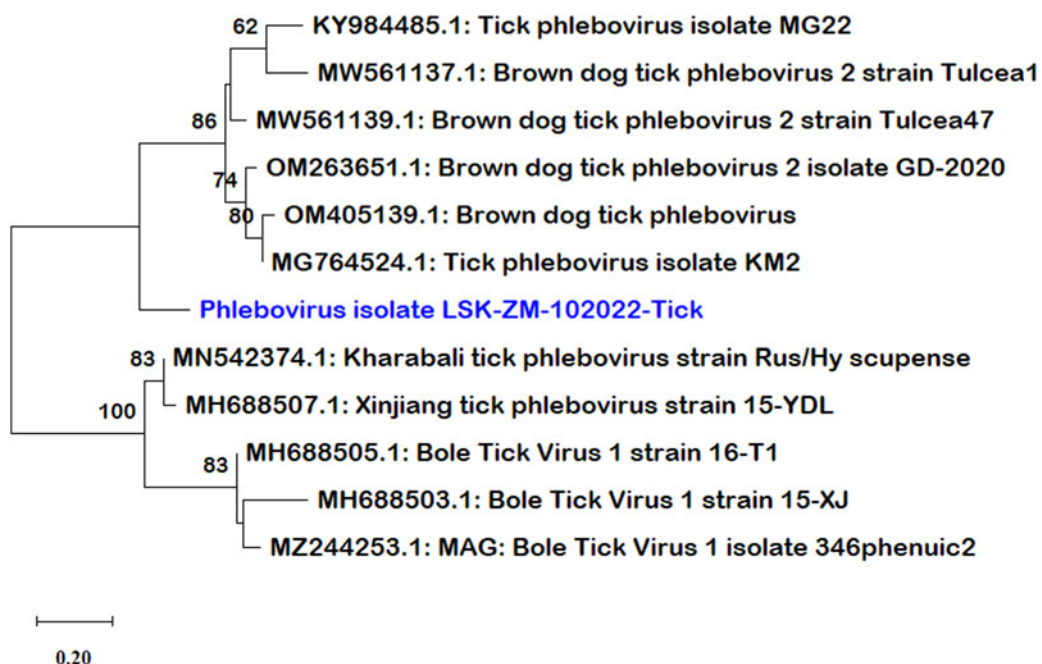 62
KY984485.1: Tick phlebovirus isolate MG22
MW561137.1: Brown dog tick phlebovirus 2 strain Tulcea1
86
MW561139.1: Brown dog tick phlebovirus 2 strain Tulcea47
OM263651.1: Brown dog tick phlebovirus 2 isolate GD-2020
74
80
OM405139.1: Brown dog tick phlebovirus
MG764524.1: Tick phlebovirus isolate KM2
Phlebovirus isolate LSK-ZM-102022-Tick
83
MN542374.1: Kharabali tick phlebovirus strain Rus/Hy scupense
100
MH688507.1: Xinjiang tick phlebovirus strain 15-YDL
83
MH688505.1: Bole Tick Virus 1 strain 16-T1
MH688503.1: Bole Tick Virus 1 strain 15-XJ
MZ244253.1: MAG: Bole Tick Virus 1 isolate 346phenuic2
0.20